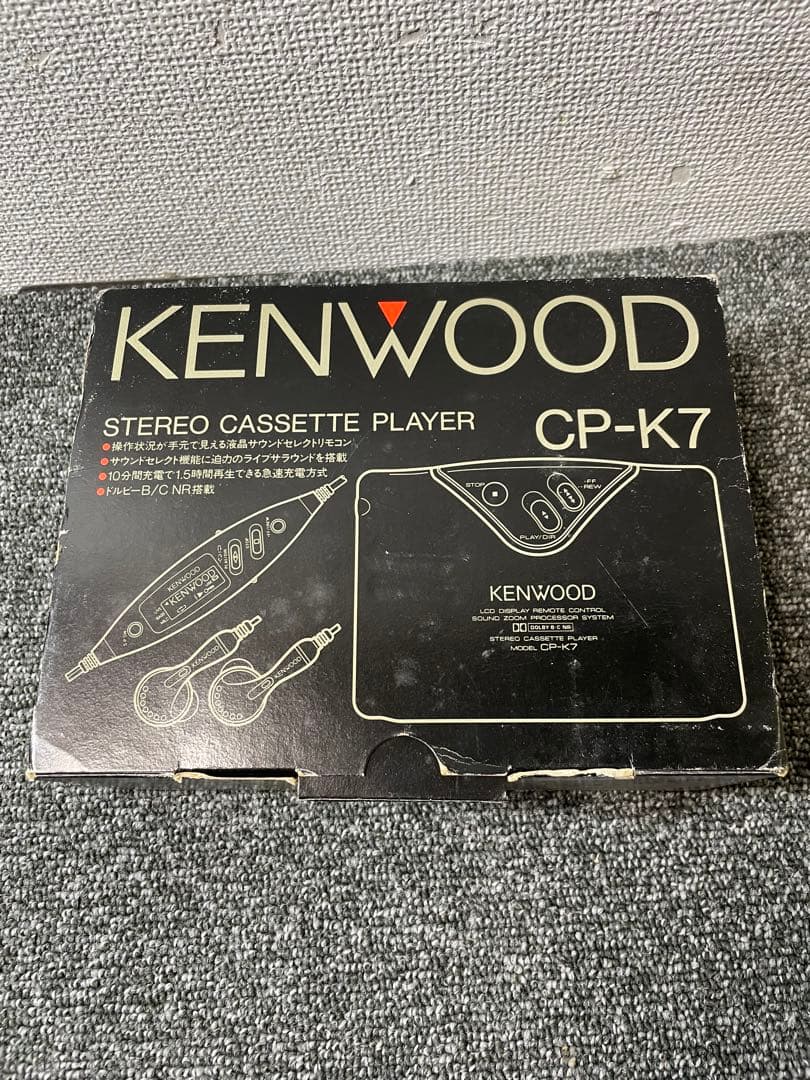 KENWOOD
STEREO CASSETTE PLAYER CP-K7
●操作状況が手元で見える液晶サウンドセレクトリモコン
●サウンドセレクト機能に迫力のライブサラウンドを搭載
●10分間充電で1.5時間再生できる急速充電方式
●ドルビーB/C NR搭載
STOP
FF
REW
PLAY/DIR
KENWOOD
KENWOOD
KENWOOD
KENWOOD
KENWOOD
LCD DISPLAY REMOTE CONTROL
SOUND ZOOM PROCESSOR SYSTEM
DOLBY B-C NR
STEREO CASSETTE PLAYER
MODEL CP-K7